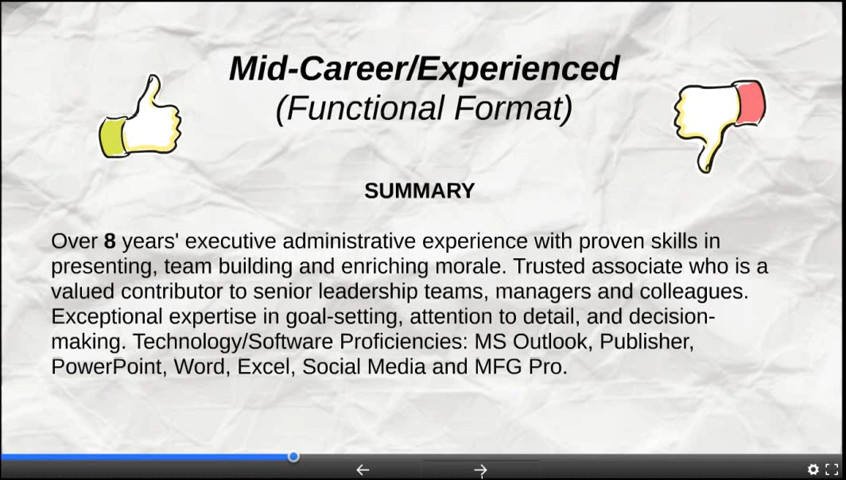 Mid-Career/Experienced
(Functional Format)
SUMMARY
Over 8 years' executive administrative experience with proven skills in
presenting, team building and enriching morale. Trusted associate who is a
valued contributor to senior leadership teams, managers and colleagues.
Exceptional expertise in goal-setting, attention to detail, and decision-
making. Technology/Software Proficiencies: MS Outlook, Publisher,
PowerPoint, Word, Excel, Social Media and MFG Pro.